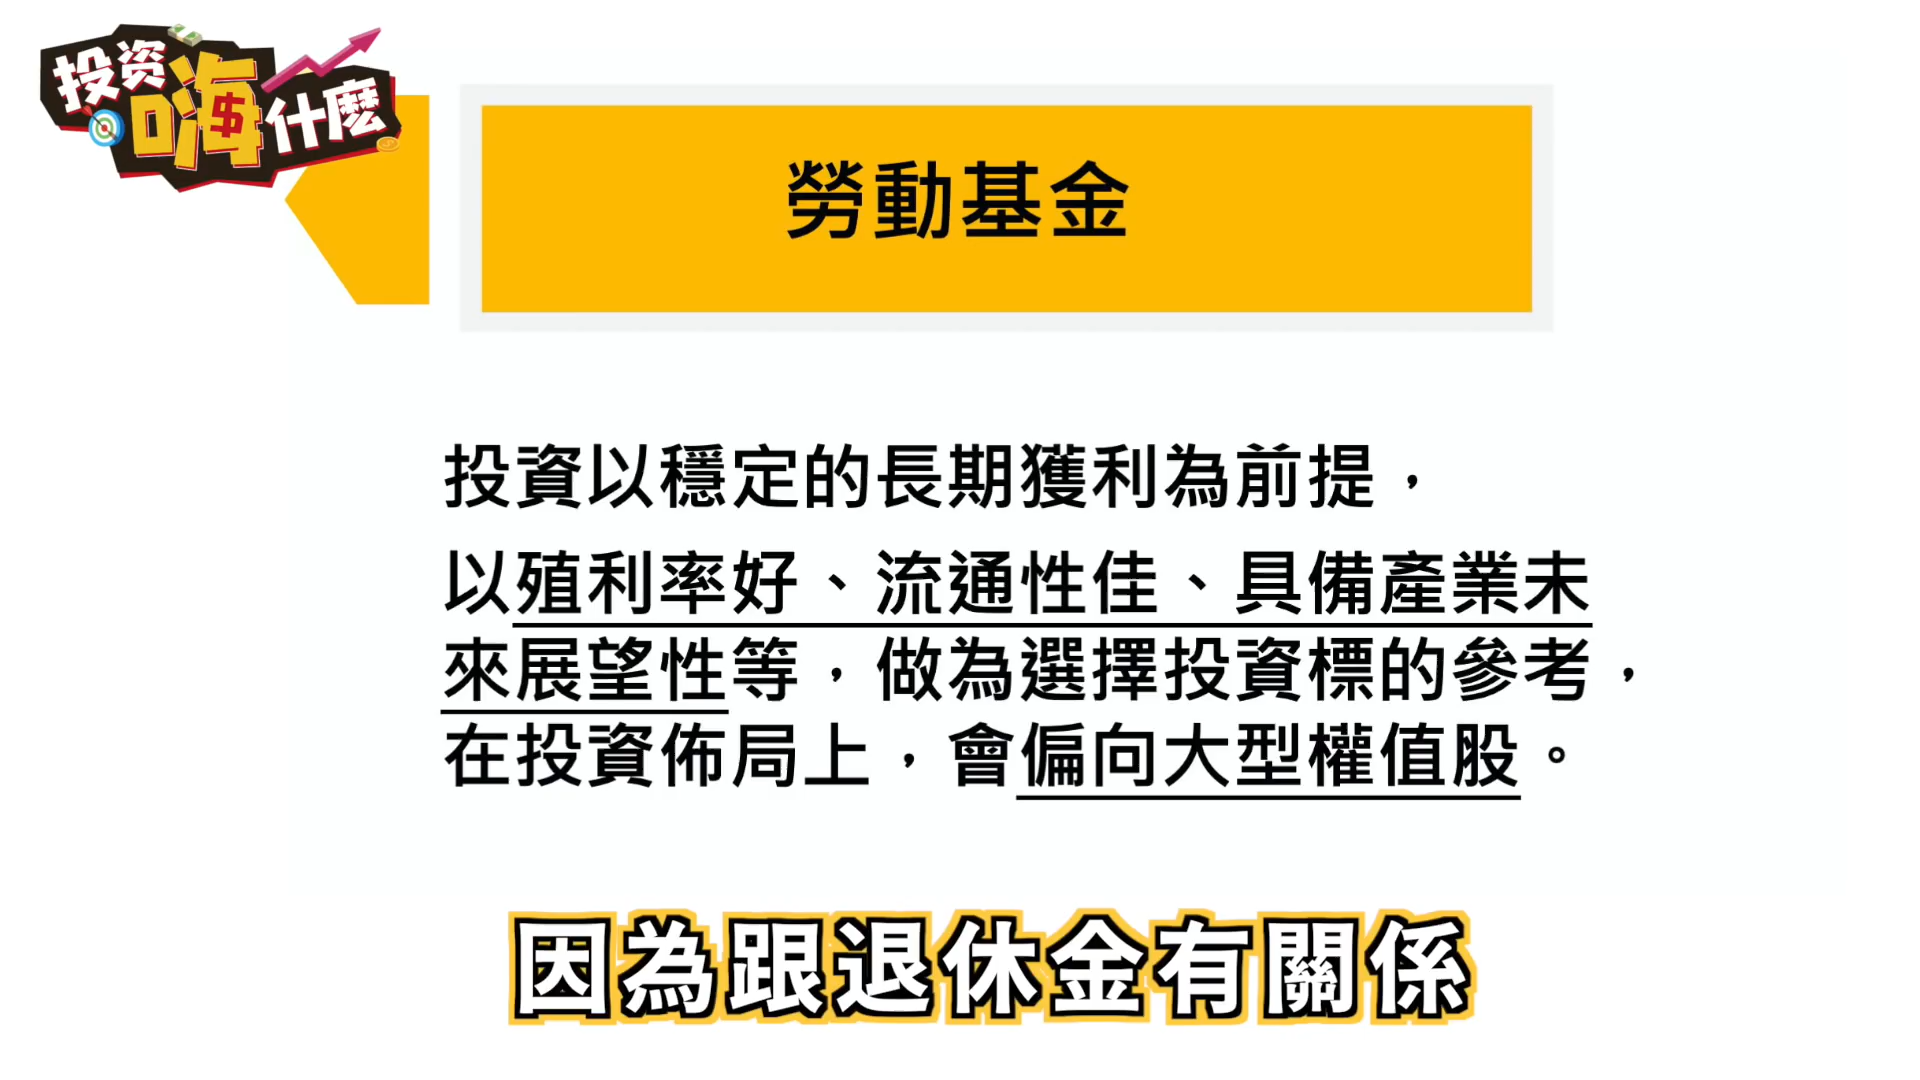 投資嗨什麼
勞動基金
投資以穩定的長期獲利為前提，
以殖利率好、流通性佳、具備產業未
來展望性等，做為選擇投資標的參考，
在投資佈局上，會偏向大型權值股。
因為跟退休金有關係